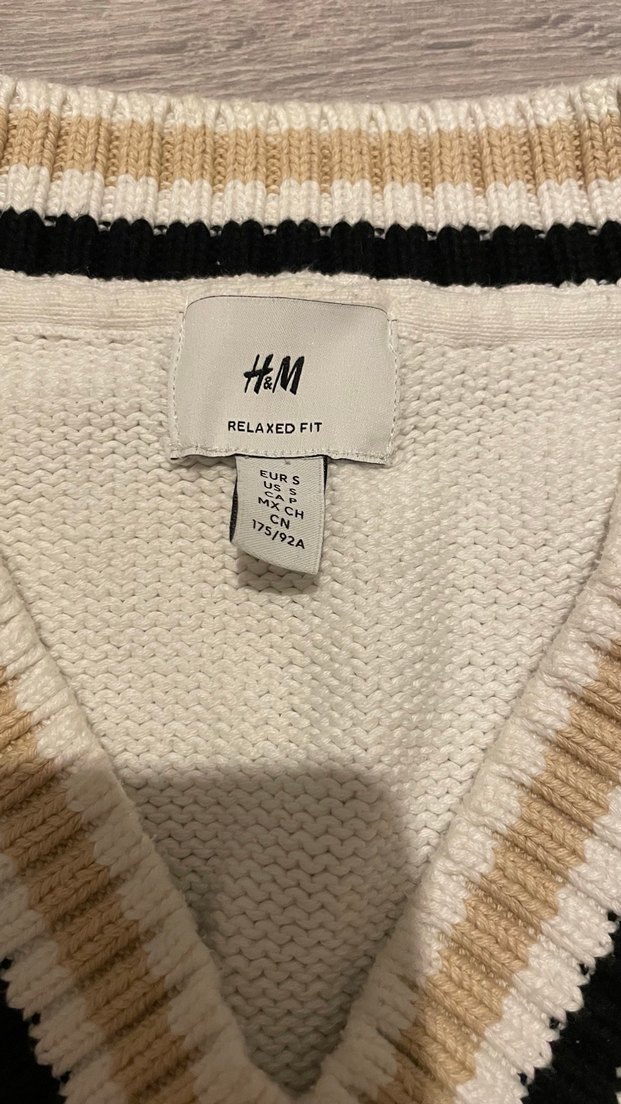 H&M
RELAXED FIT
EUR S
US S
CA P
MX CH
CN
175/92A